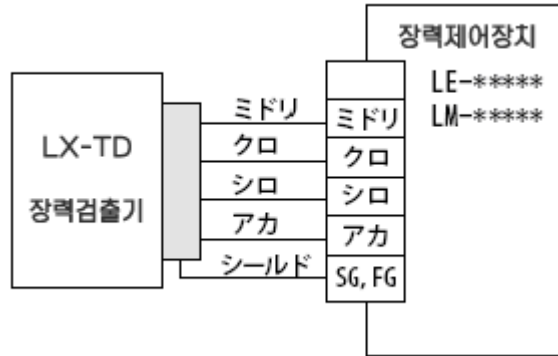 장력제어장치
LE-*****
LM-*****
LX-TD
장력검출기
ミドリ
クロ
シロ
アカ
シールド
ミドリ
クロ
シロ
アカ
SG, FG